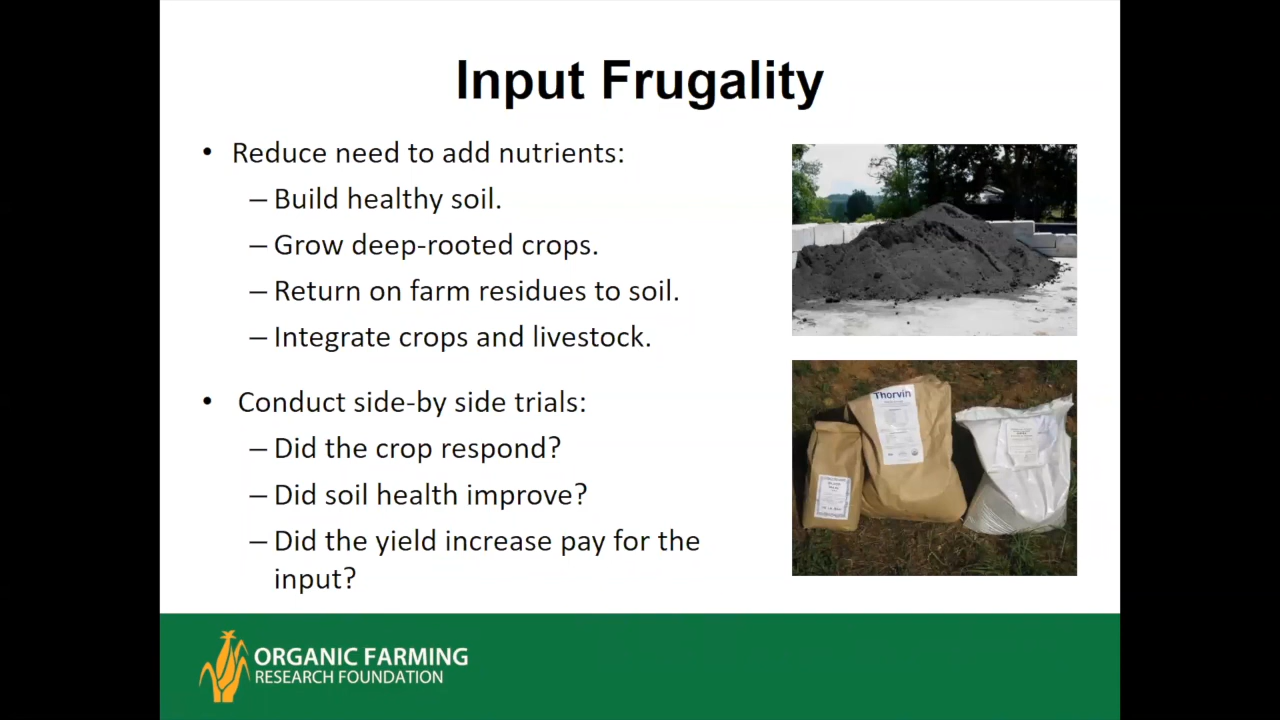 Input Frugality
• Reduce need to add nutrients:
– Build healthy soil.
– Grow deep-rooted crops.
– Return on farm residues to soil.
– Integrate crops and livestock.
• Conduct side-by side trials:
– Did the crop respond?
– Did soil health improve?
– Did the yield increase pay for the
input?
Thorvin
ORGANIC FARMING
RESEARCH FOUNDATION